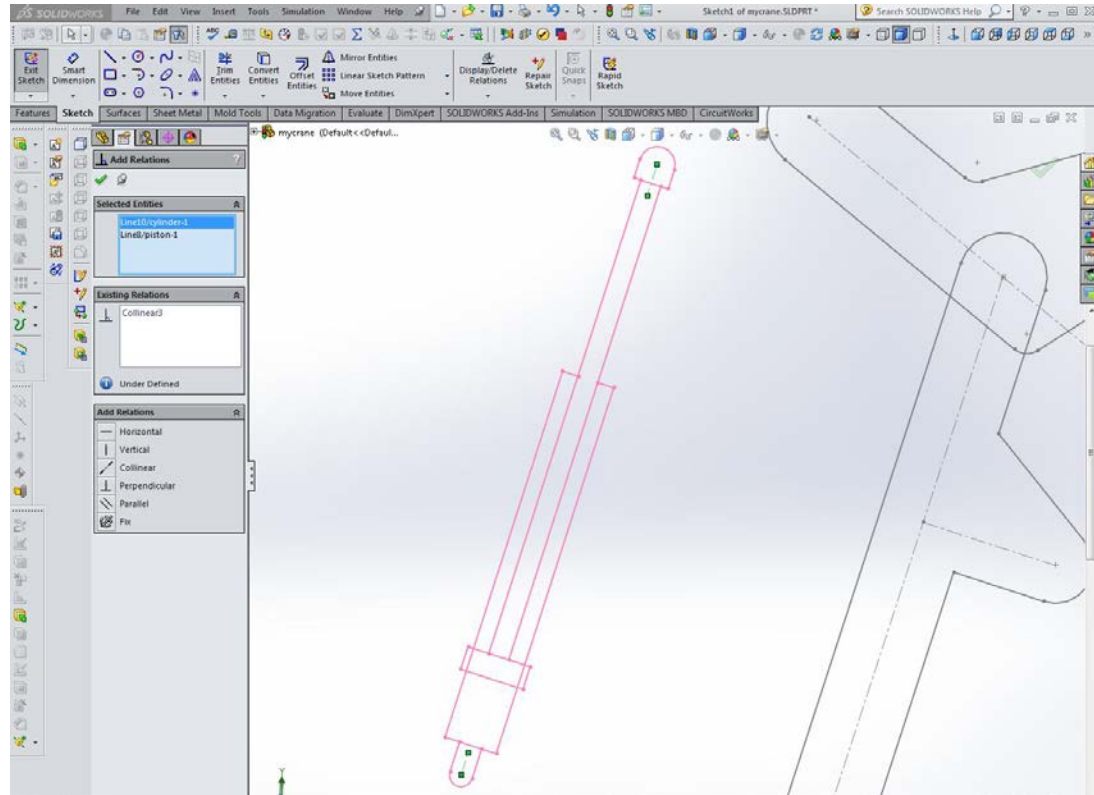 SOLIDWORKS File Edit View Insert Tools Simulation Window Help Sketch1 of mycrane.SLDPRT * Search SOLIDWORKS Help
Exit Sketch
Smart Dimension
Trim Entities
Convert Entities
Offset Entities
Mirror Entities
Linear Sketch Pattern
Move Entities
Display/Delete Relations
Repair Sketch
Quick Snaps
Rapid Sketch
Features Sketch Surfaces Sheet Metal Mold Tools Data Migration Evaluate DimXpert SOLIDWORKS Add-Ins Simulation SOLIDWORKS MBD CircuitWorks
mycrane (Default<<Defaul...
Add Relations ?
Selected Entities
Line10/cylinder-1
Line8/piston-1
Existing Relations
Collinear3
Under Defined
Add Relations
Horizontal
Vertical
Collinear
Perpendicular
Parallel
Fix
Y